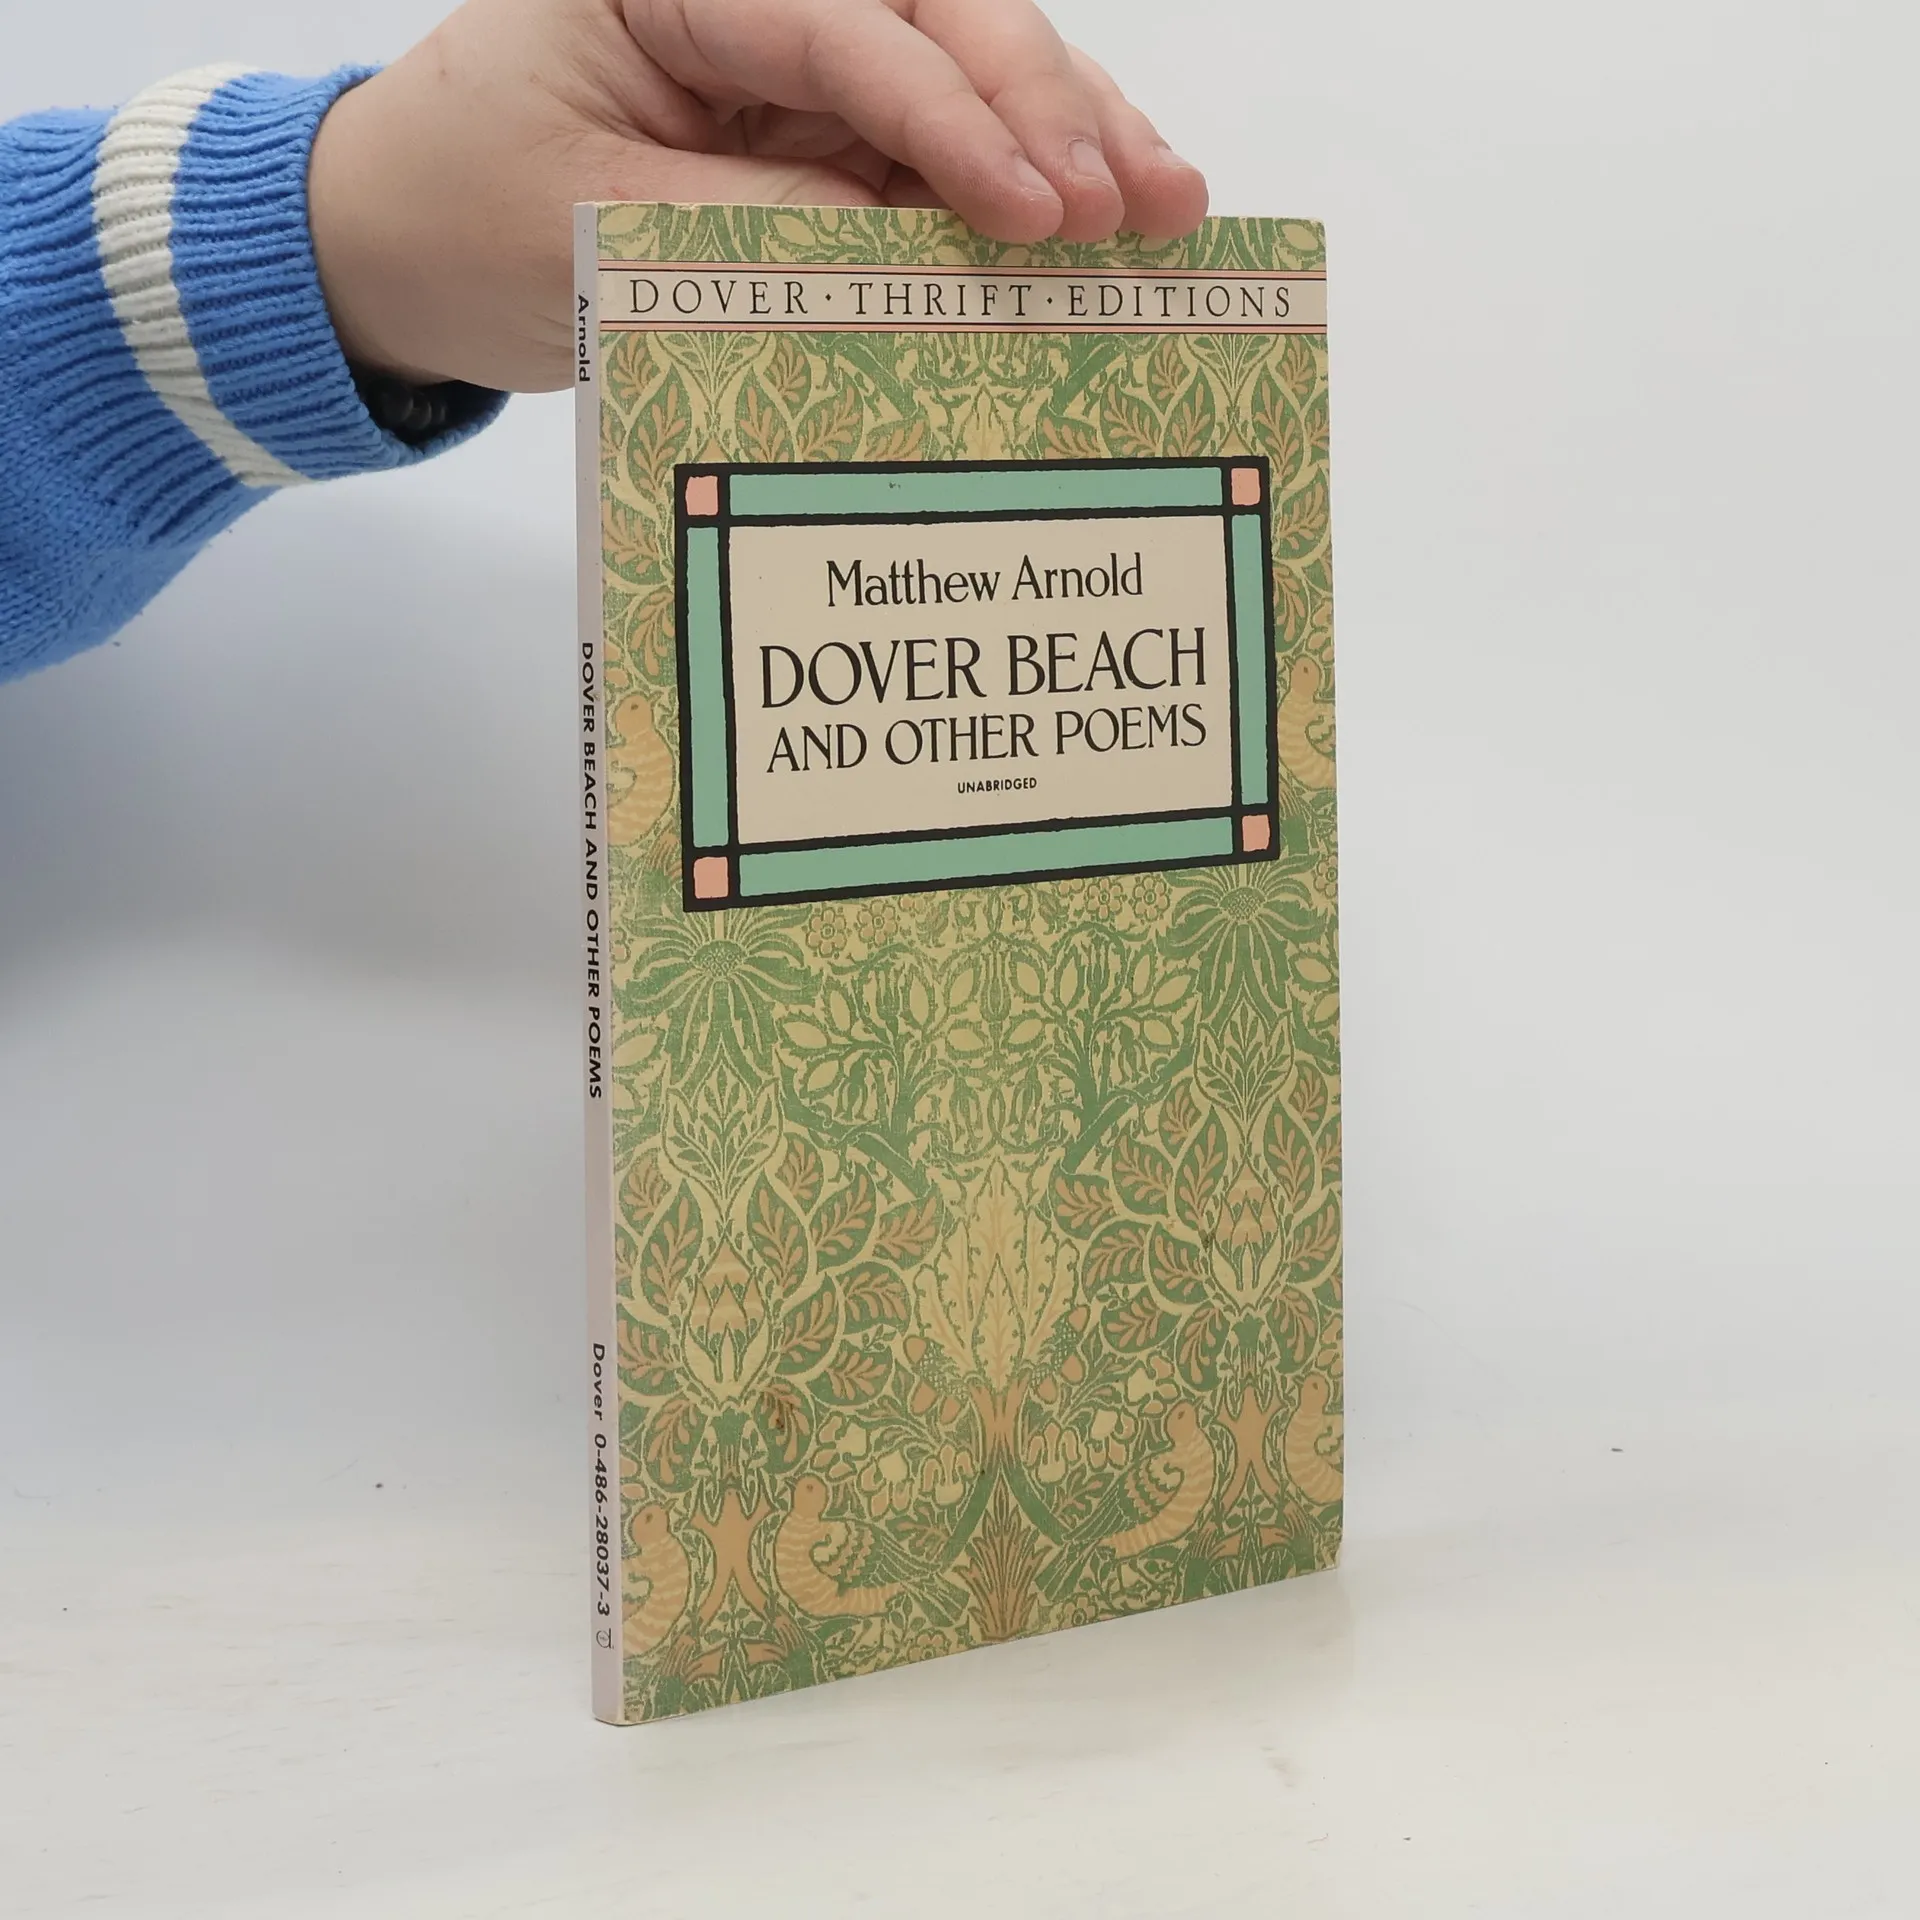 DOVER · THRIFT · EDITIONS
Matthew Arnold
DOVER BEACH
AND OTHER POEMS
UNABRIDGED
Arnold
DOVER BEACH AND OTHER POEMS
Dover 0-486-28037-3